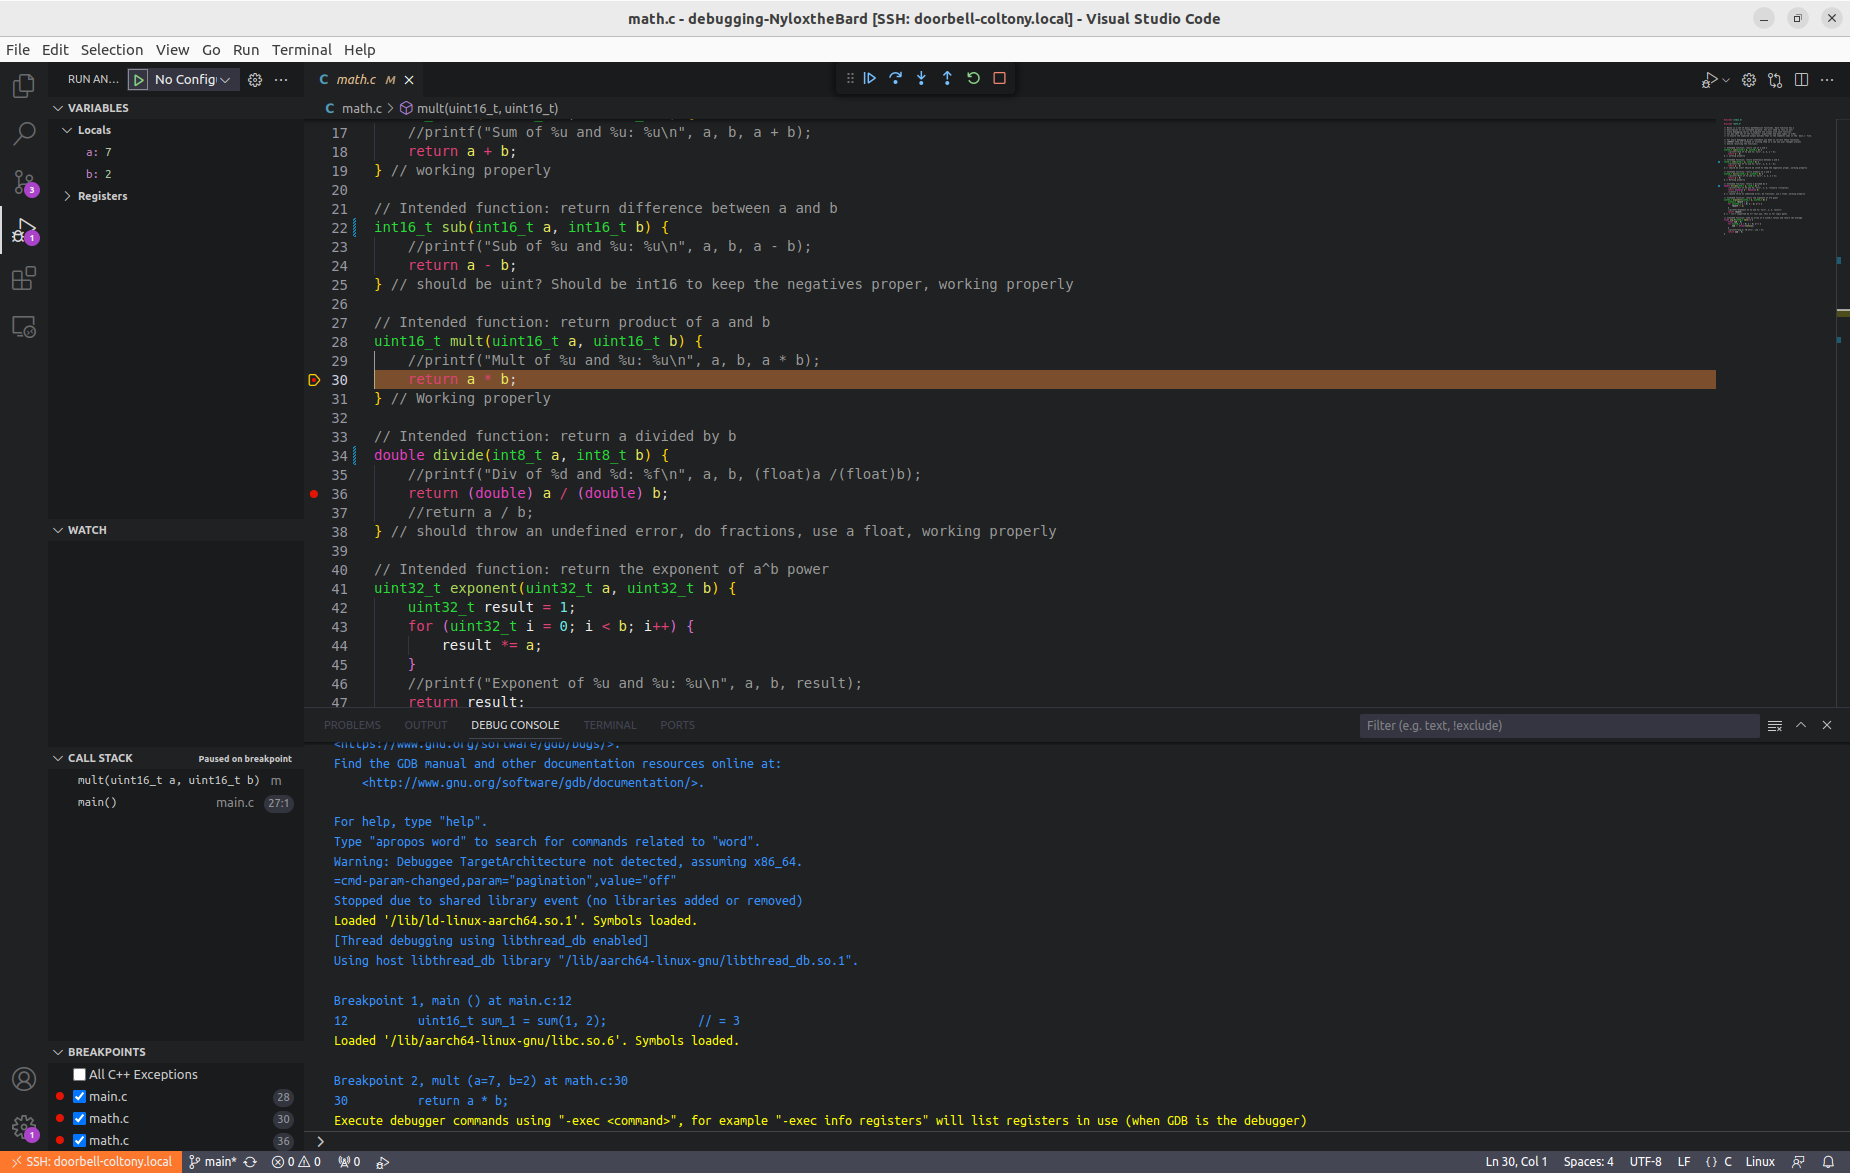 math.c - debugging-NyloxtheBard [SSH: doorbell-coltony.local] - Visual Studio Code
File Edit Selection View Go Run Terminal Help
RUN AN... No Config
VARIABLES
Locals
a: 7
b: 2
Registers
WATCH
CALL STACK Paused on breakpoint
mult(uint16_t a, uint16_t b) m
main() main.c 27:1
BREAKPOINTS
All C++ Exceptions
main.c 28
math.c 30
math.c 36
3
1
1
C math.c M
C math.c > mult(uint16_t, uint16_t)
17 //printf("Sum of %u and %u: %u\n", a, b, a + b);
18 return a + b;
19 } // working properly
20
21 // Intended function: return difference between a and b
22 int16_t sub(int16_t a, int16_t b) {
23 //printf("Sub of %u and %u: %u\n", a, b, a - b);
24 return a - b;
25 } // should be uint? Should be int16 to keep the negatives proper, working properly
26
27 // Intended function: return product of a and b
28 uint16_t mult(uint16_t a, uint16_t b) {
29 //printf("Mult of %u and %u: %u\n", a, b, a * b);
30 return a * b;
31 } // Working properly
32
33 // Intended function: return a divided by b
34 double divide(int8_t a, int8_t b) {
35 //printf("Div of %d and %d: %f\n", a, b, (float)a /(float)b);
36 return (double) a / (double) b;
37 //return a / b;
38 } // should throw an undefined error, do fractions, use a float, working properly
39
40 // Intended function: return the exponent of a^b power
41 uint32_t exponent(uint32_t a, uint32_t b) {
42 uint32_t result = 1;
43 for (uint32_t i = 0; i < b; i++) {
44 result *= a;
45 }
46 //printf("Exponent of %u and %u: %u\n", a, b, result);
47 return result;
PROBLEMS OUTPUT DEBUG CONSOLE TERMINAL PORTS Filter (e.g. text, !exclude)
<https://www.gnu.org/software/gdb/bugs/>.
Find the GDB manual and other documentation resources online at:
<http://www.gnu.org/software/gdb/documentation/>.
For help, type "help".
Type "apropos word" to search for commands related to "word".
Warning: Debuggee TargetArchitecture not detected, assuming x86_64.
=cmd-param-changed,param="pagination",value="off"
Stopped due to shared library event (no libraries added or removed)
Loaded '/lib/ld-linux-aarch64.so.1'. Symbols loaded.
[Thread debugging using libthread_db enabled]
Using host libthread_db library "/lib/aarch64-linux-gnu/libthread_db.so.1".
Breakpoint 1, main () at main.c:12
12 uint16_t sum_1 = sum(1, 2); // = 3
Loaded '/lib/aarch64-linux-gnu/libc.so.6'. Symbols loaded.
Breakpoint 2, mult (a=7, b=2) at math.c:30
30 return a * b;
Execute debugger commands using "-exec <command>", for example "-exec info registers" will list registers in use (when GDB is the debugger)
>
SSH: doorbell-coltony.local main* 0 0 0 Ln 30, Col 1 Spaces: 4 UTF-8 LF {} C Linux